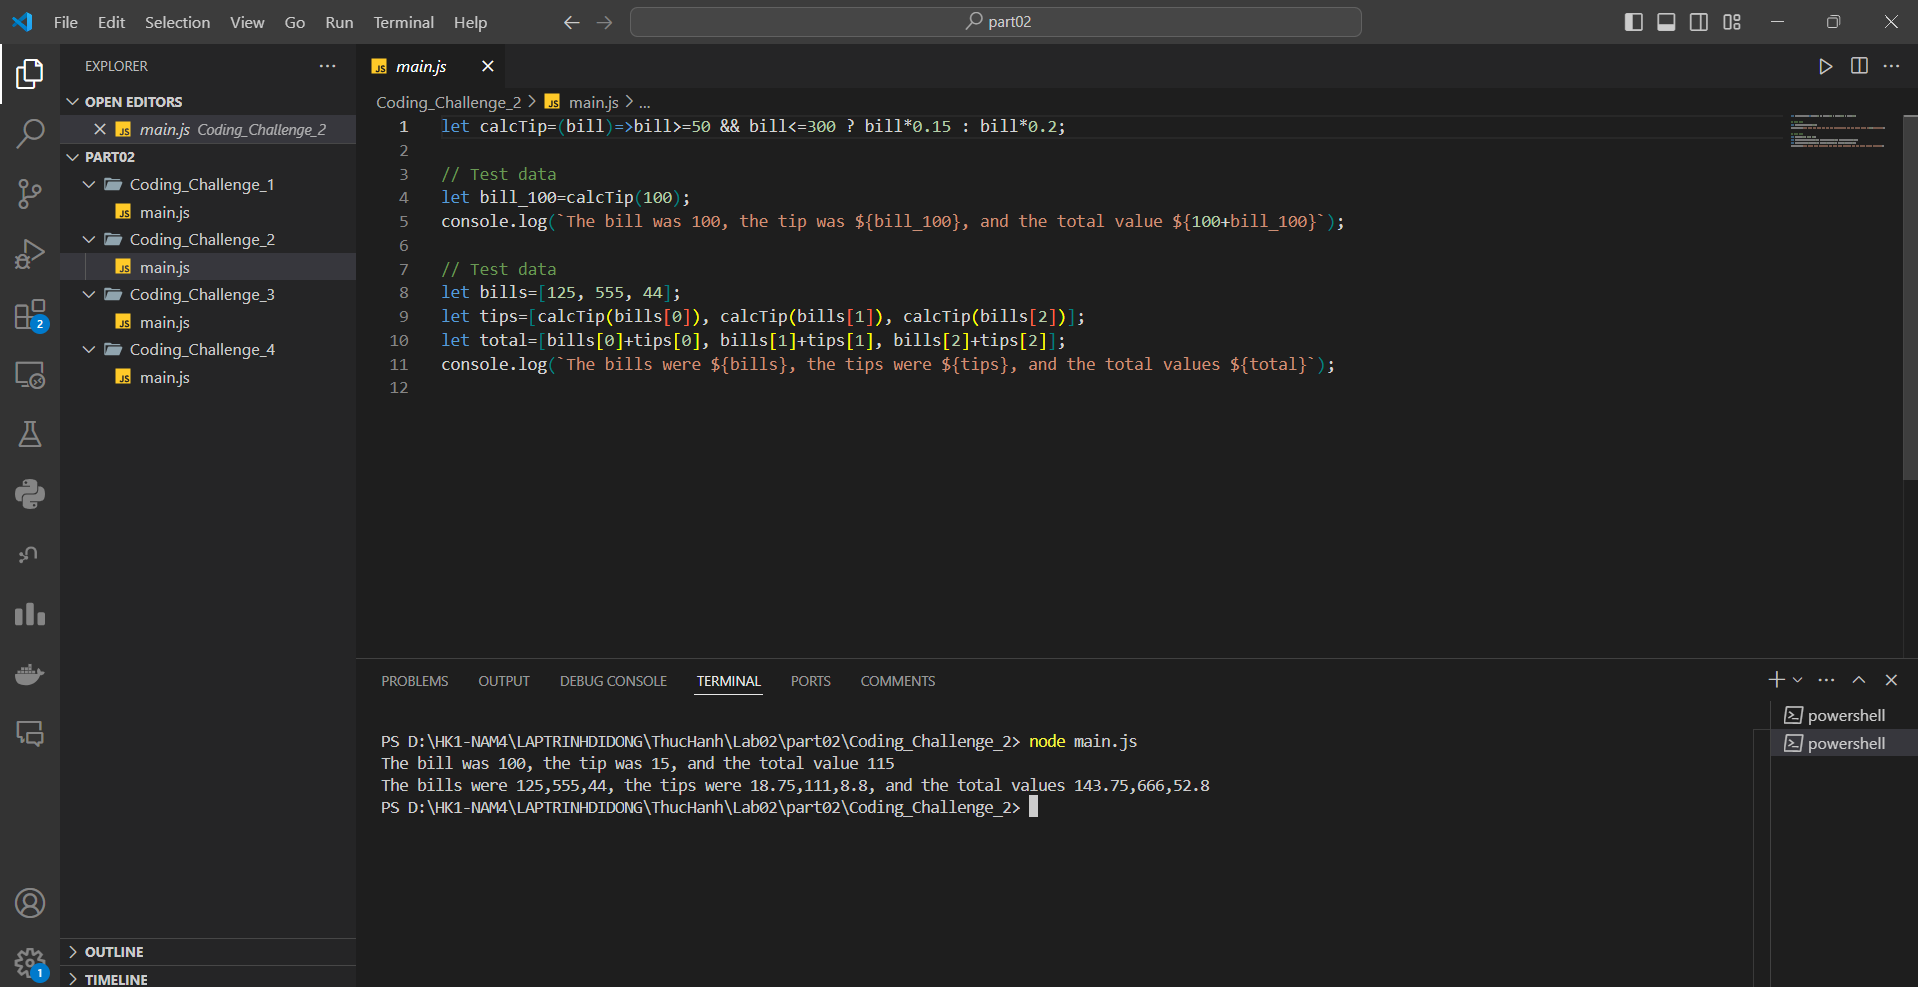 File Edit Selection View Go Run Terminal Help
part02
EXPLORER
OPEN EDITORS
JS main.js Coding_Challenge_2
PART02
Coding_Challenge_1
JS main.js
Coding_Challenge_2
JS main.js
Coding_Challenge_3
JS main.js
Coding_Challenge_4
JS main.js
OUTLINE
TIMELINE
2
1
JS main.js
Coding_Challenge_2 > JS main.js > ...
1 let calcTip=(bill)=>bill>=50 && bill<=300 ? bill*0.15 : bill*0.2;
2
3 // Test data
4 let bill_100=calcTip(100);
5 console.log(`The bill was 100, the tip was ${bill_100}, and the total value ${100+bill_100}`);
6
7 // Test data
8 let bills=[125, 555, 44];
9 let tips=[calcTip(bills[0]), calcTip(bills[1]), calcTip(bills[2])];
10 let total=[bills[0]+tips[0], bills[1]+tips[1], bills[2]+tips[2]];
11 console.log(`The bills were ${bills}, the tips were ${tips}, and the total values ${total}`);
12
PROBLEMS OUTPUT DEBUG CONSOLE TERMINAL PORTS COMMENTS
PS D:\HK1-NAM4\LAPTRINHDIDONG\ThucHanh\Lab02\part02\Coding_Challenge_2> node main.js
The bill was 100, the tip was 15, and the total value 115
The bills were 125,555,44, the tips were 18.75,111,8.8, and the total values 143.75,666,52.8
PS D:\HK1-NAM4\LAPTRINHDIDONG\ThucHanh\Lab02\part02\Coding_Challenge_2>
powershell
powershell